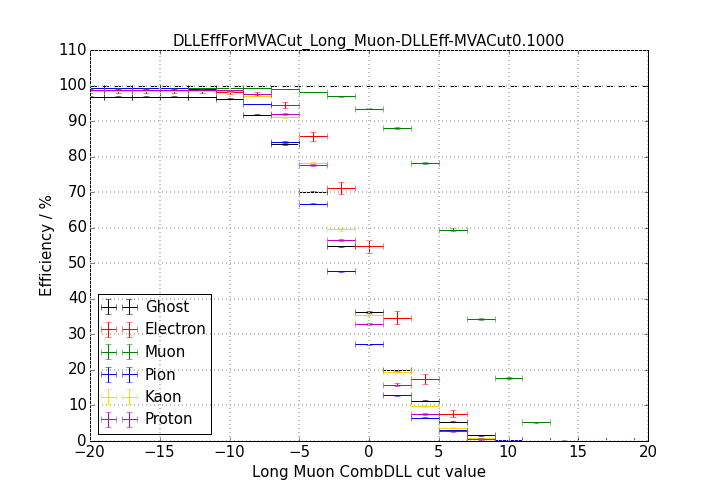 DLLEffForMVACut_Long_Muon-DLLEff-MVACut0.1000
110
100
90
80
70
60
50
40
30
20
10
0
Efficiency / %
Ghost
Electron
Muon
Pion
Kaon
Proton
−20 −15 −10 −5 0 5 10 15 20
Long Muon CombDLL cut value